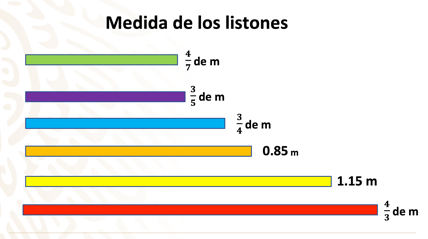 Medida de los listones
4/7 de m
3/5 de m
3/4 de m
0.85 m
1.15 m
4/3 de m